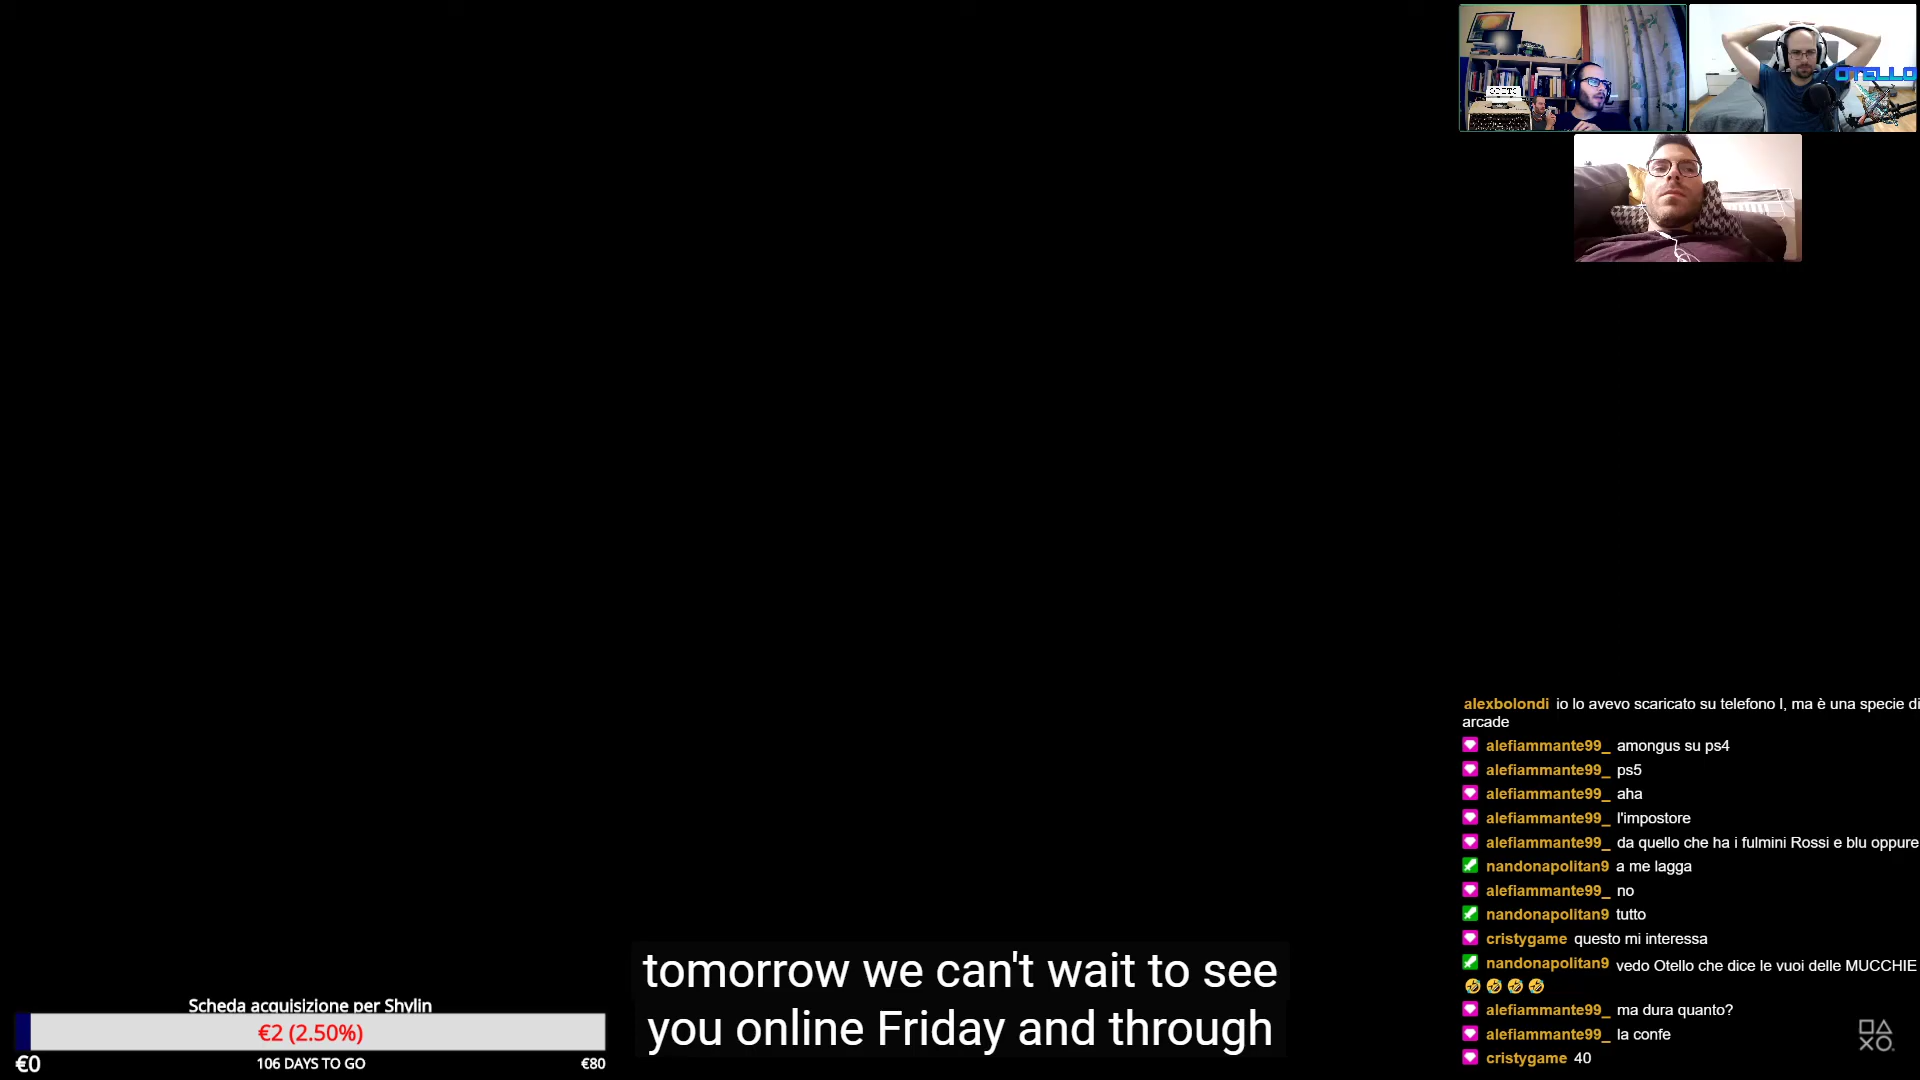 OTELLO
alexbolondi io lo avevo scaricato su telefono l, ma è una specie di
arcade
alefiammante99_ amongus su ps4
alefiammante99_ ps5
alefiammante99_ aha
alefiammante99_ l'impostore
alefiammante99_ da quello che ha i fulmini Rossi e blu oppure
nandonapolitan9 a me lagga
alefiammante99_ no
nandonapolitan9 tutto
cristygame questo mi interessa
nandonapolitan9 vedo Otello che dice le vuoi delle MUCCHIE
🤣 🤣 🤣 🤣
alefiammante99_ ma dura quanto?
alefiammante99_ la confe
cristygame 40
tomorrow we can't wait to see
you online Friday and through
Scheda acquisizione per Shylin
€2 (2.50%)
€0 106 DAYS TO GO €80